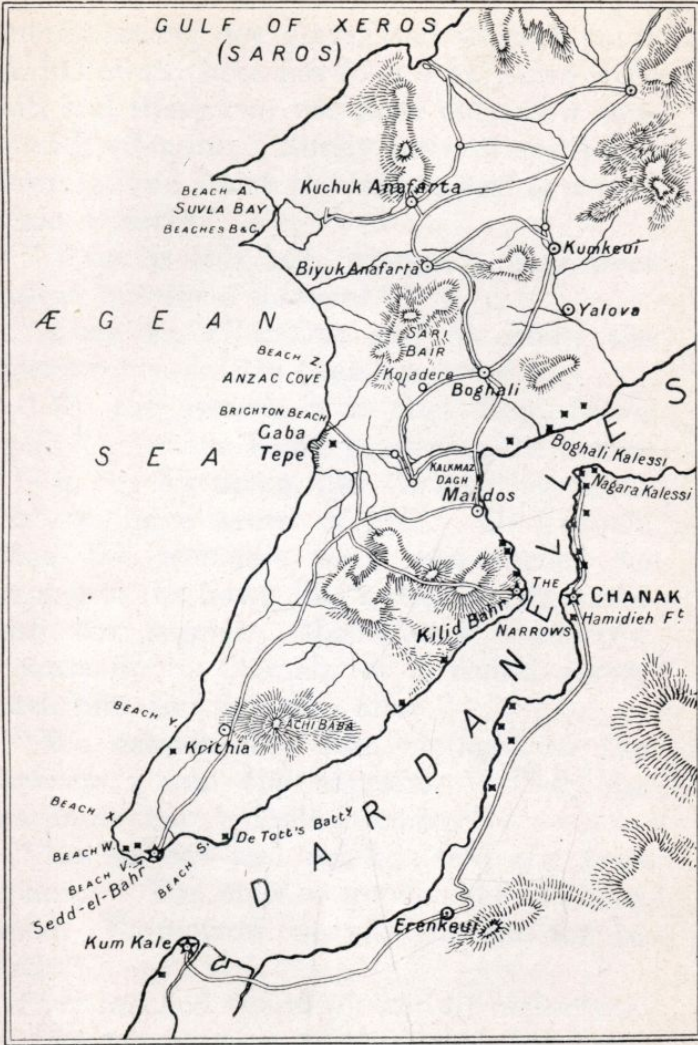 GULF OF XEROS
(SAROS)
BEACH A
SUVLA BAY
BEACHES B&C.
Kuchuk Anafarta
Biyuk Anafarta
Kumkeui
Yalova
ÆGEAN
SEA
SARI
BAIR
Kojadere
Boghali
BEACH Z.
ANZAC COVE
BRIGHTON BEACH
Gaba
Tepe
KALKMAZ
DAGH
Maidos
Boghali Kalessi
Nagara Kalessi
THE
NARROWS
Kilid Bahr
CHANAK
Hamidieh Ft
DARDANELLES
ACHI BABA
Krithia
BEACH Y.
BEACH X.
BEACH W.
BEACH V.
Sedd-el-Bahr
BEACH S.
De Tott's Batty
Kum Kale
Erenkeui